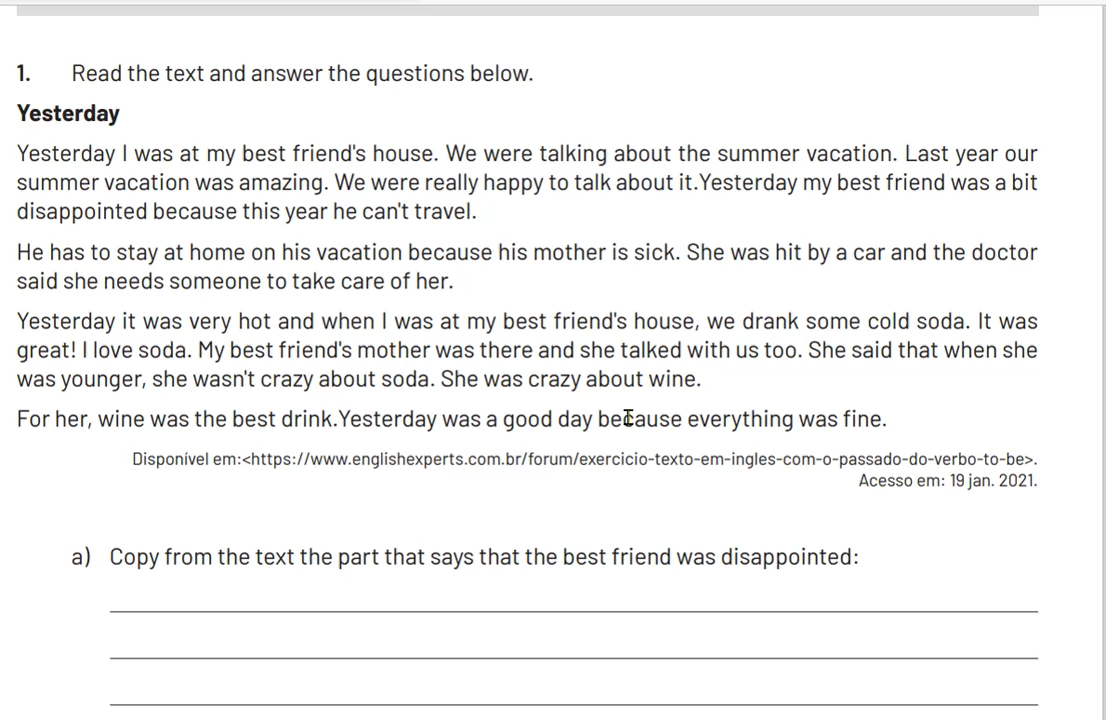 1. Read the text and answer the questions below.
Yesterday
Yesterday I was at my best friend's house. We were talking about the summer vacation. Last year our
summer vacation was amazing. We were really happy to talk about it.Yesterday my best friend was a bit
disappointed because this year he can't travel.
He has to stay at home on his vacation because his mother is sick. She was hit by a car and the doctor
said she needs someone to take care of her.
Yesterday it was very hot and when I was at my best friend's house, we drank some cold soda. It was
great! I love soda. My best friend's mother was there and she talked with us too. She said that when she
was younger, she wasn't crazy about soda. She was crazy about wine.
For her, wine was the best drink.Yesterday was a good day because everything was fine.
Disponível em:<https://www.englishexperts.com.br/forum/exercicio-texto-em-ingles-com-o-passado-do-verbo-to-be>.
Acesso em: 19 jan. 2021.
a) Copy from the text the part that says that the best friend was disappointed: